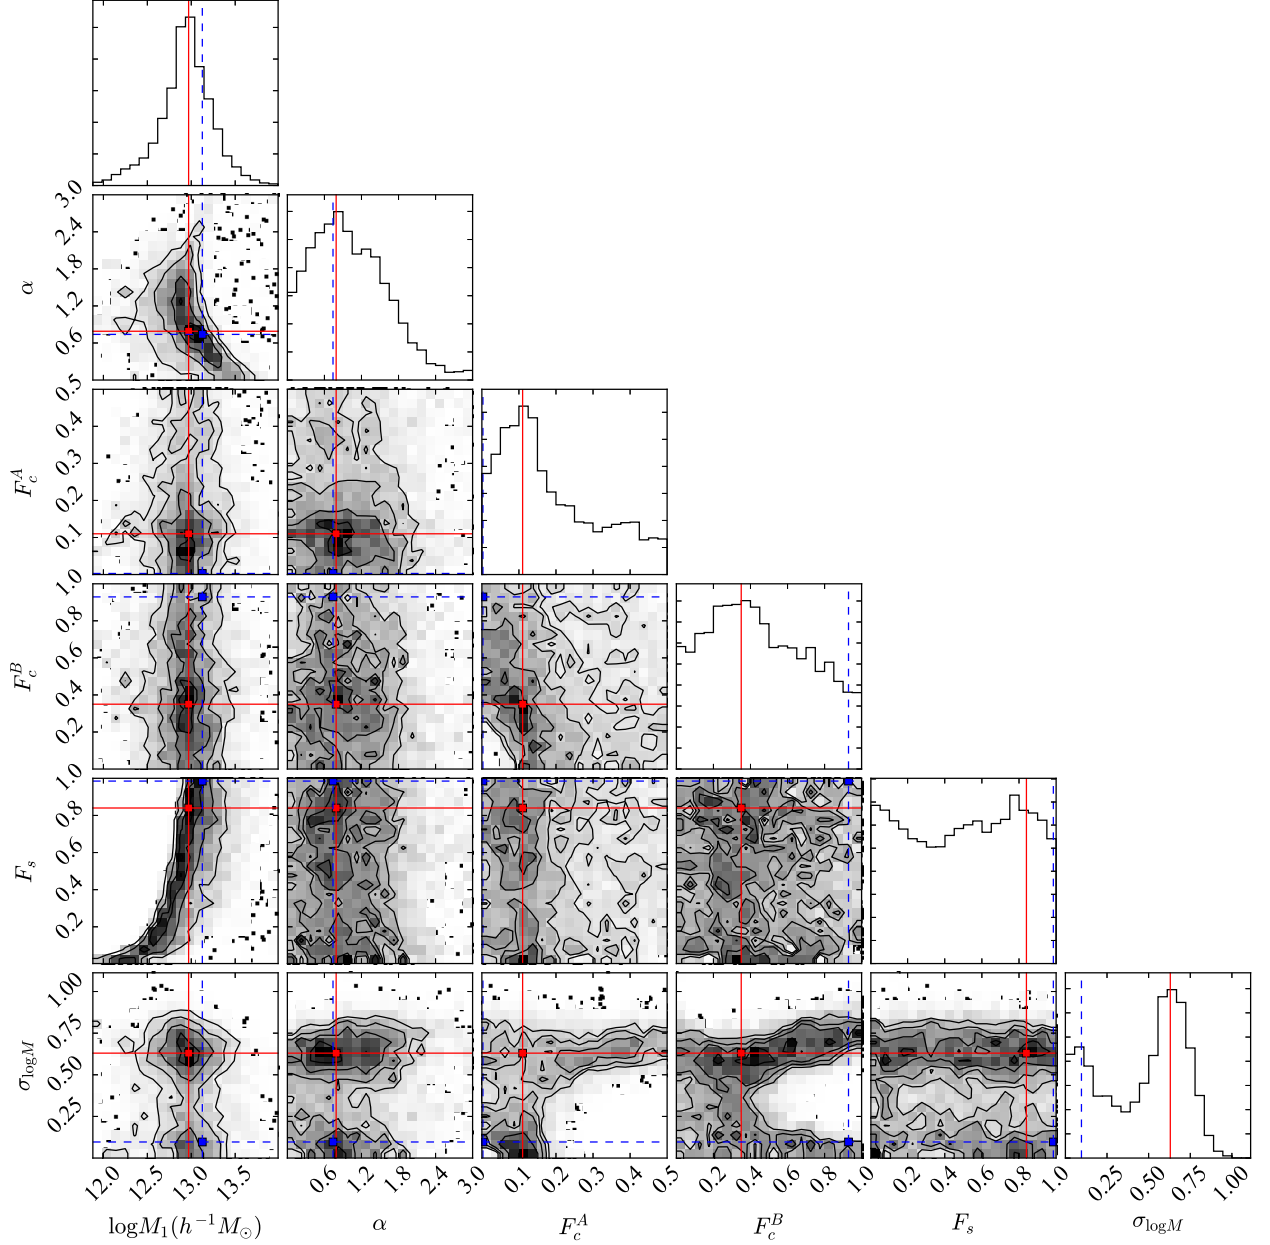 3.0
2.4
1.8
1.2
0.6
α
0.5
0.4
0.3
0.2
0.1
F_c^A
1.0
0.8
0.6
0.4
0.2
F_c^B
1.0
0.8
0.6
0.4
0.2
F_s
1.00
0.75
0.50
0.25
σ_{logM}
12.0 12.5 13.0 13.5
0.6 1.2 1.8 2.4 3.0
0.1 0.2 0.3 0.4 0.5
0.2 0.4 0.6 0.8 1.0
0.2 0.4 0.6 0.8 1.0
0.25 0.50 0.75 1.00
logM_1(h^{-1}M_⊙) α F_c^A F_c^B F_s σ_{logM}